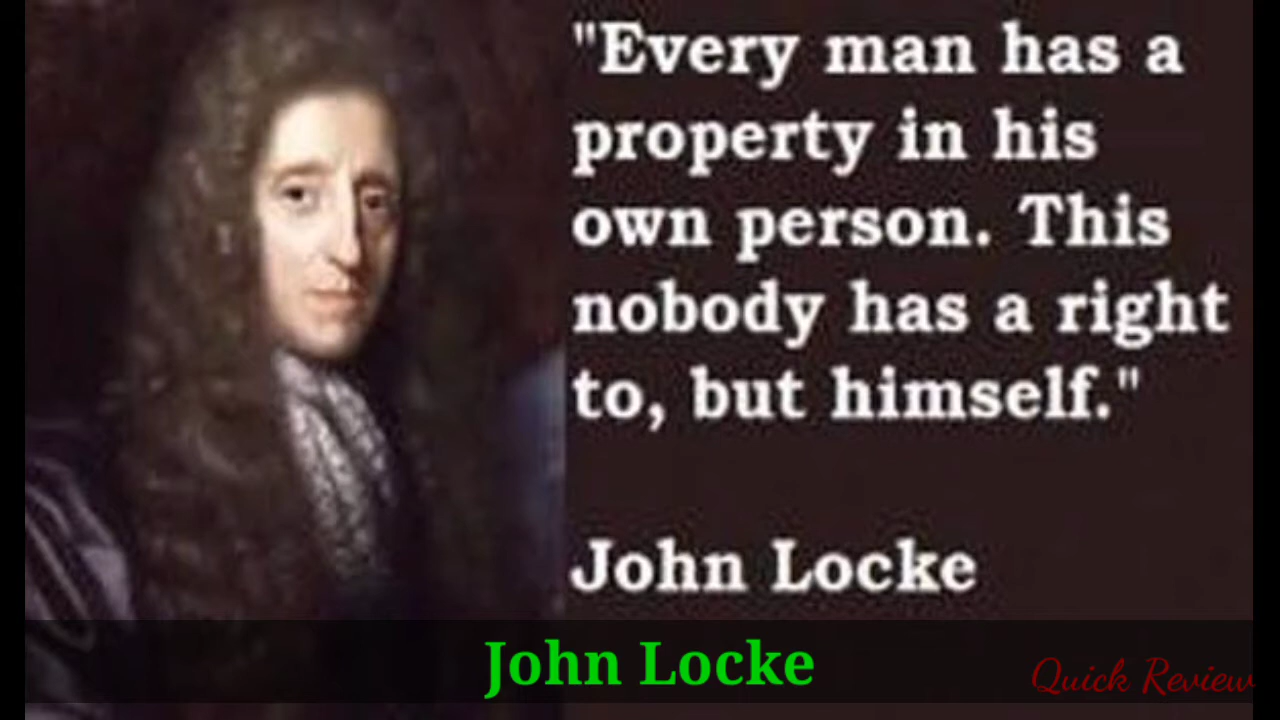 "Every man has a
property in his
own person. This
nobody has a right
to, but himself."
John Locke
John Locke
Quick Review